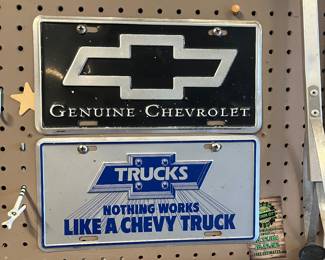 GENUINE · CHEVROLET
TRUCKS
NOTHING WORKS
LIKE A CHEVY TRUCK